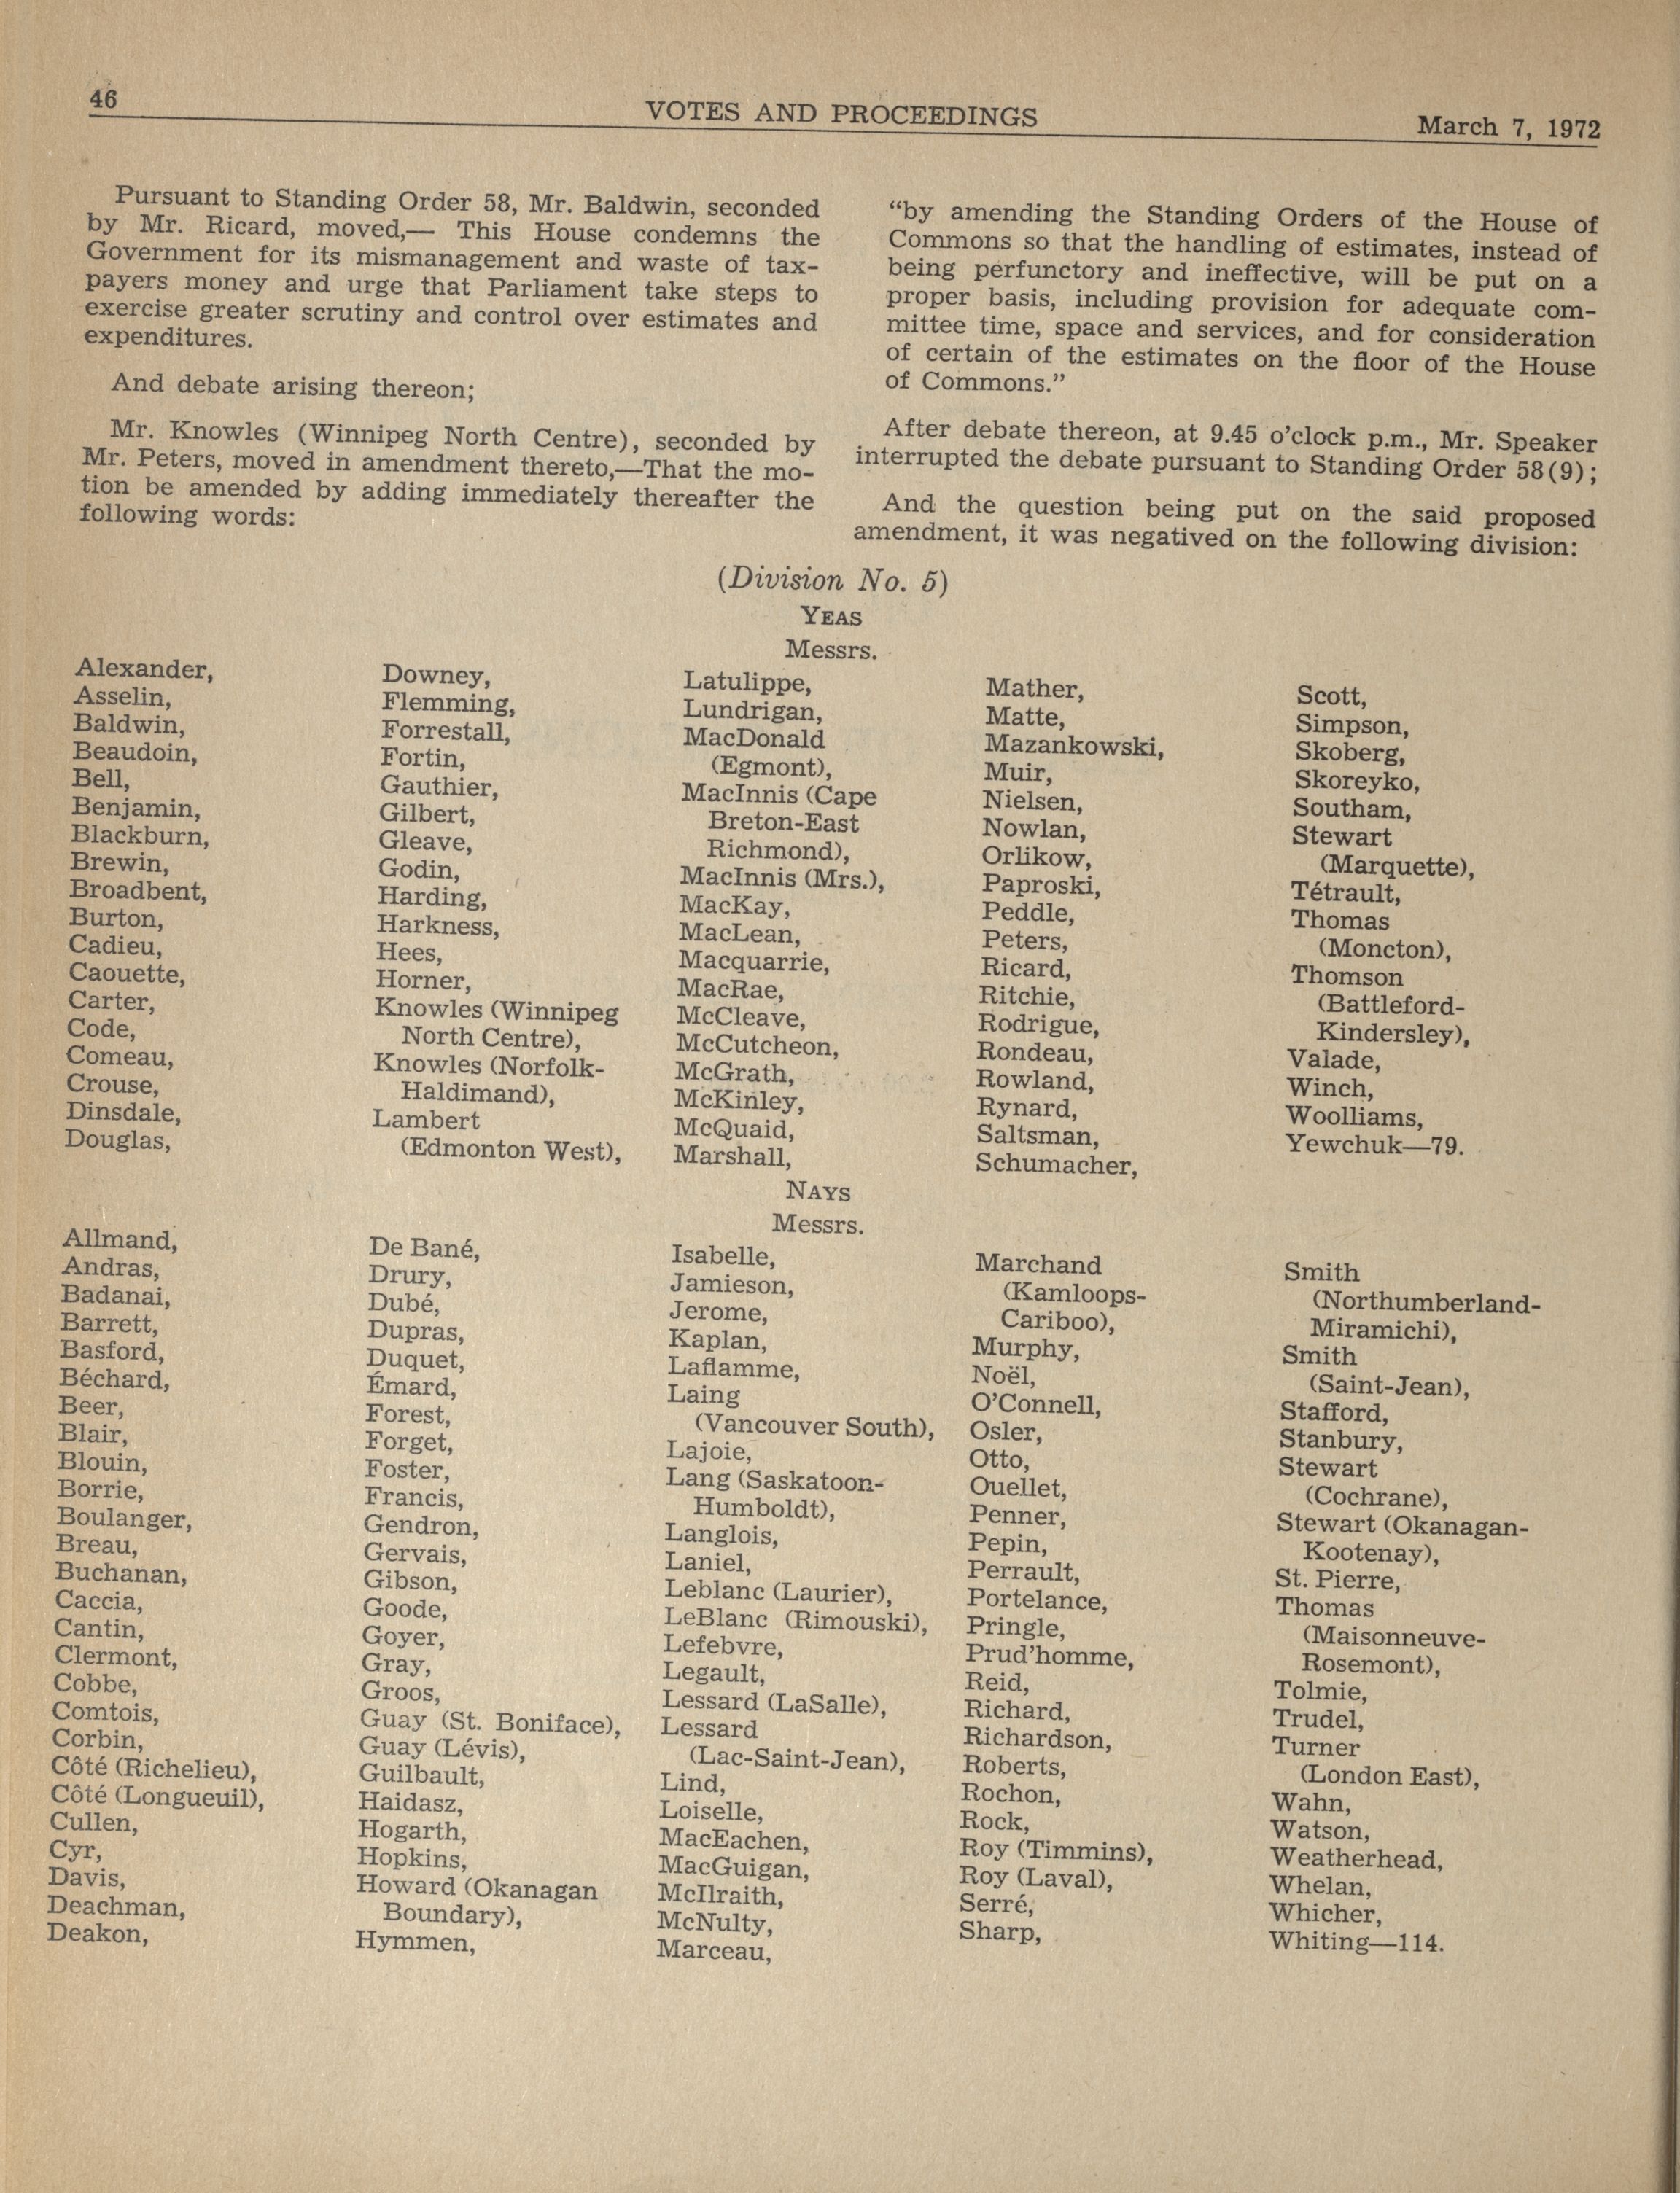 46
VOTES AND PROCEEDINGS
March 7, 1972
Pursuant to Standing Order 58, Mr. Baldwin, seconded
by Mr. Ricard, moved,— This House condemns the
Government for its mismanagement and waste of tax-
payers money and urge that Parliament take steps to
exercise greater scrutiny and control over estimates and
expenditures.
And debate arising thereon;
Mr. Knowles (Winnipeg North Centre), seconded by
Mr. Peters, moved in amendment thereto,—That the mo-
tion be amended by adding immediately thereafter the
following words:
“by amending the Standing Orders of the House of
Commons so that the handling of estimates, instead of
being perfunctory and ineffective, will be put on a
proper basis, including provision for adequate com-
mittee time, space and services, and for consideration
of certain of the estimates on the floor of the House
of Commons.”
After debate thereon, at 9.45 o’clock p.m., Mr. Speaker
interrupted the debate pursuant to Standing Order 58(9);
And the question being put on the said proposed
amendment, it was negatived on the following division:
(Division No. 5)
YEAS
Messrs.
Alexander,
Asselin,
Baldwin,
Beaudoin,
Bell,
Benjamin,
Blackburn,
Brewin,
Broadbent,
Burton,
Cadieu,
Caouette,
Carter,
Code,
Comeau,
Crouse,
Dinsdale,
Douglas,
Downey,
Flemming,
Forrestall,
Fortin,
Gauthier,
Gilbert,
Gleave,
Godin,
Harding,
Harkness,
Hees,
Horner,
Knowles (Winnipeg
North Centre),
Knowles (Norfolk-
Haldimand),
Lambert
(Edmonton West),
Latulippe,
Lundrigan,
MacDonald
(Egmont),
MacInnis (Cape
Breton-East
Richmond),
MacInnis (Mrs.),
MacKay,
MacLean,
Macquarrie,
MacRae,
McCleave,
McCutcheon,
McGrath,
McKinley,
McQuaid,
Marshall,
Mather,
Matte,
Mazankowski,
Muir,
Nielsen,
Nowlan,
Orlikow,
Paproski,
Peddle,
Peters,
Ricard,
Ritchie,
Rodrigue,
Rondeau,
Rowland,
Rynard,
Saltsman,
Schumacher,
Scott,
Simpson,
Skoberg,
Skoreyko,
Southam,
Stewart
(Marquette),
Tétrault,
Thomas
(Moncton),
Thomson
(Battleford-
Kindersley),
Valade,
Winch,
Woolliams,
Yewchuk—79.
NAYS
Messrs.
Allmand,
Andras,
Badanai,
Barrett,
Basford,
Béchard,
Beer,
Blair,
Blouin,
Borrie,
Boulanger,
Breau,
Buchanan,
Caccia,
Cantin,
Clermont,
Cobbe,
Comtois,
Corbin,
Côté (Richelieu),
Côté (Longueuil),
Cullen,
Cyr,
Davis,
Deachman,
Deakon,
De Bané,
Drury,
Dubé,
Dupras,
Duquet,
Émard,
Forest,
Forget,
Foster,
Francis,
Gendron,
Gervais,
Gibson,
Goode,
Goyer,
Gray,
Groos,
Guay (St. Boniface),
Guay (Lévis),
Guilbault,
Haidasz,
Hogarth,
Hopkins,
Howard (Okanagan
Boundary),
Hymmen,
Isabelle,
Jamieson,
Jerome,
Kaplan,
Laflamme,
Laing
(Vancouver South),
Lajoie,
Lang (Saskatoon-
Humboldt),
Langlois,
Laniel,
Leblanc (Laurier),
LeBlanc (Rimouski),
Lefebvre,
Legault,
Lessard (LaSalle),
Lessard
(Lac-Saint-Jean),
Lind,
Loiselle,
MacEachen,
MacGuigan,
McIlraith,
McNulty,
Marceau,
Marchand
(Kamloops-
Cariboo),
Murphy,
Noël,
O’Connell,
Osler,
Otto,
Ouellet,
Penner,
Pepin,
Perrault,
Portelance,
Pringle,
Prud’homme,
Reid,
Richard,
Richardson,
Roberts,
Rochon,
Rock,
Roy (Timmins),
Roy (Laval),
Serré,
Sharp,
Smith
(Northumberland-
Miramichi),
Smith
(Saint-Jean),
Stafford,
Stanbury,
Stewart
(Cochrane),
Stewart (Okanagan-
Kootenay),
St. Pierre,
Thomas
(Maisonneuve-
Rosemont),
Tolmie,
Trudel,
Turner
(London East),
Wahn,
Watson,
Weatherhead,
Whelan,
Whicher,
Whiting—114.